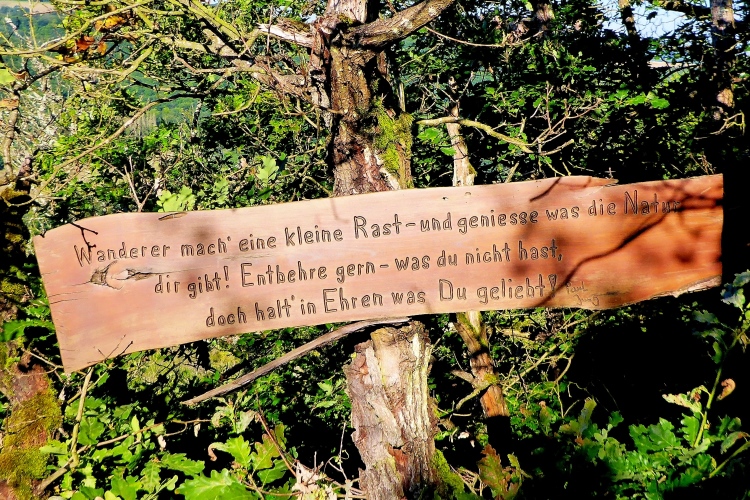 Wanderer mach' eine kleine Rast – und geniesse was die Natur
dir gibt! Entbehre gern – was du nicht hast,
doch halt' in Ehren was Du geliebt!